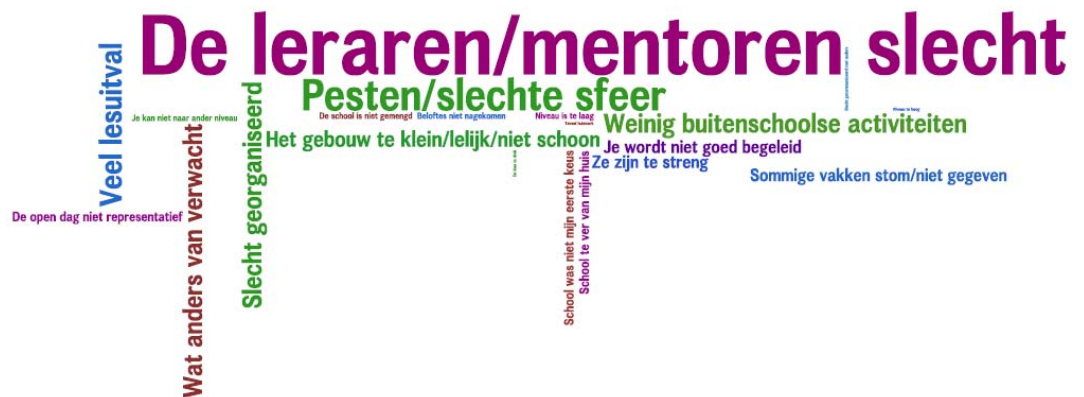 De leraren/mentoren slecht
Veel lesuitval
Pesten/slechte sfeer
Je kan niet naar ander niveau
De school is niet gemengd
Beloftes niet nagekomen
Niveau is te laag
Weinig buitenschoolse activiteiten
Slecht georganiseerd
Het gebouw te klein/lelijk/niet schoon
Je wordt niet goed begeleid
Ze zijn te streng
Sommige vakken stom/niet gegeven
De open dag niet representatief
Wat anders van verwacht
School was niet mijn eerste keus
School te ver van mijn huis